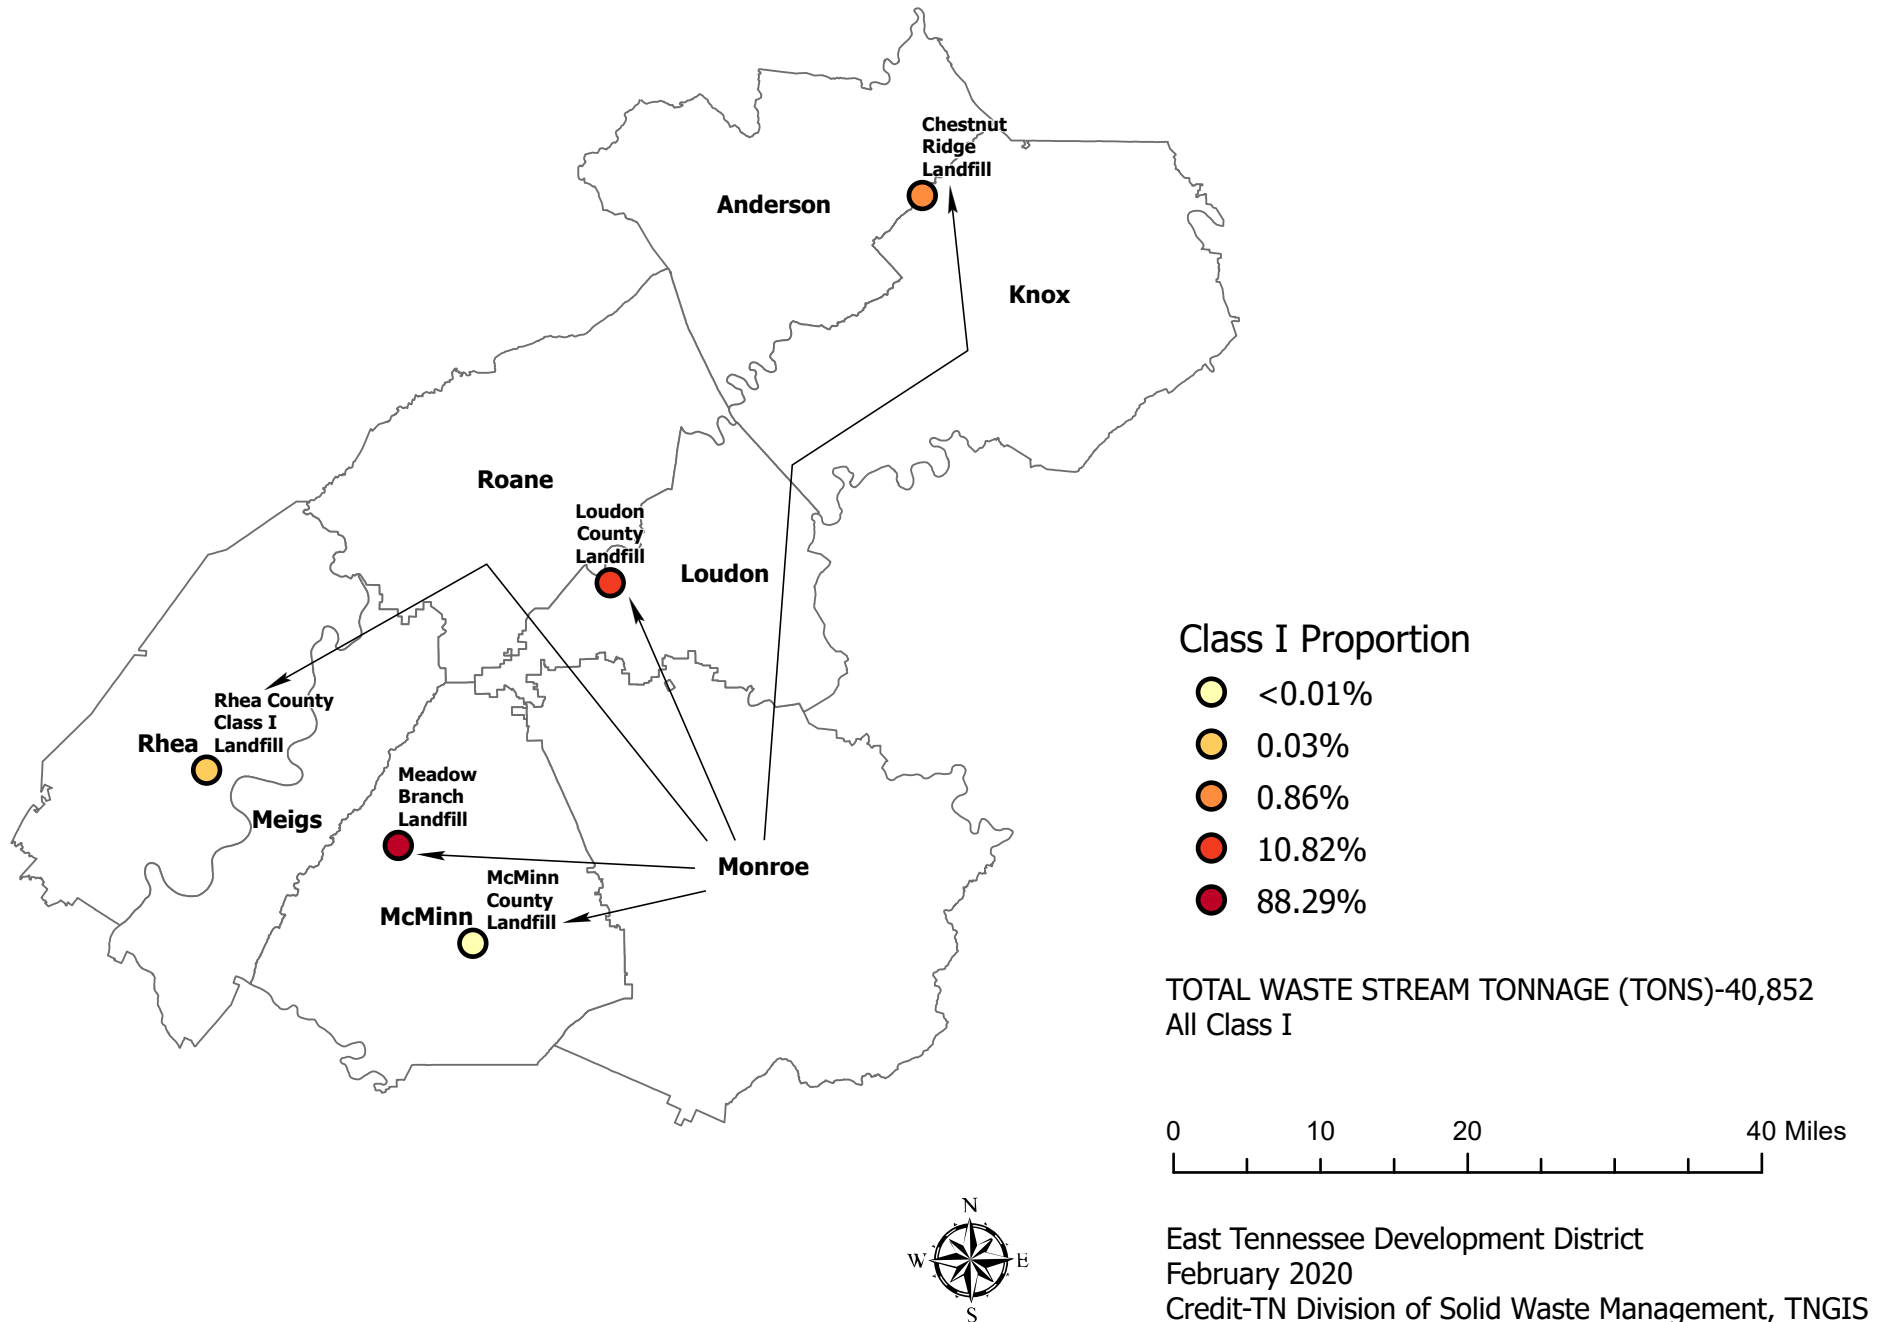 Chestnut
Ridge
Landfill
Anderson
Knox
Roane
Loudon
County
Landfill
Loudon
Rhea County
Class I
Landfill
Rhea
Meadow
Branch
Landfill
Meigs
Monroe
McMinn
County
Landfill
McMinn
Class I Proportion
<0.01%
0.03%
0.86%
10.82%
88.29%
TOTAL WASTE STREAM TONNAGE (TONS)-40,852
All Class I
0 10 20 40 Miles
N
W E
S
East Tennessee Development District
February 2020
Credit-TN Division of Solid Waste Management, TNGIS